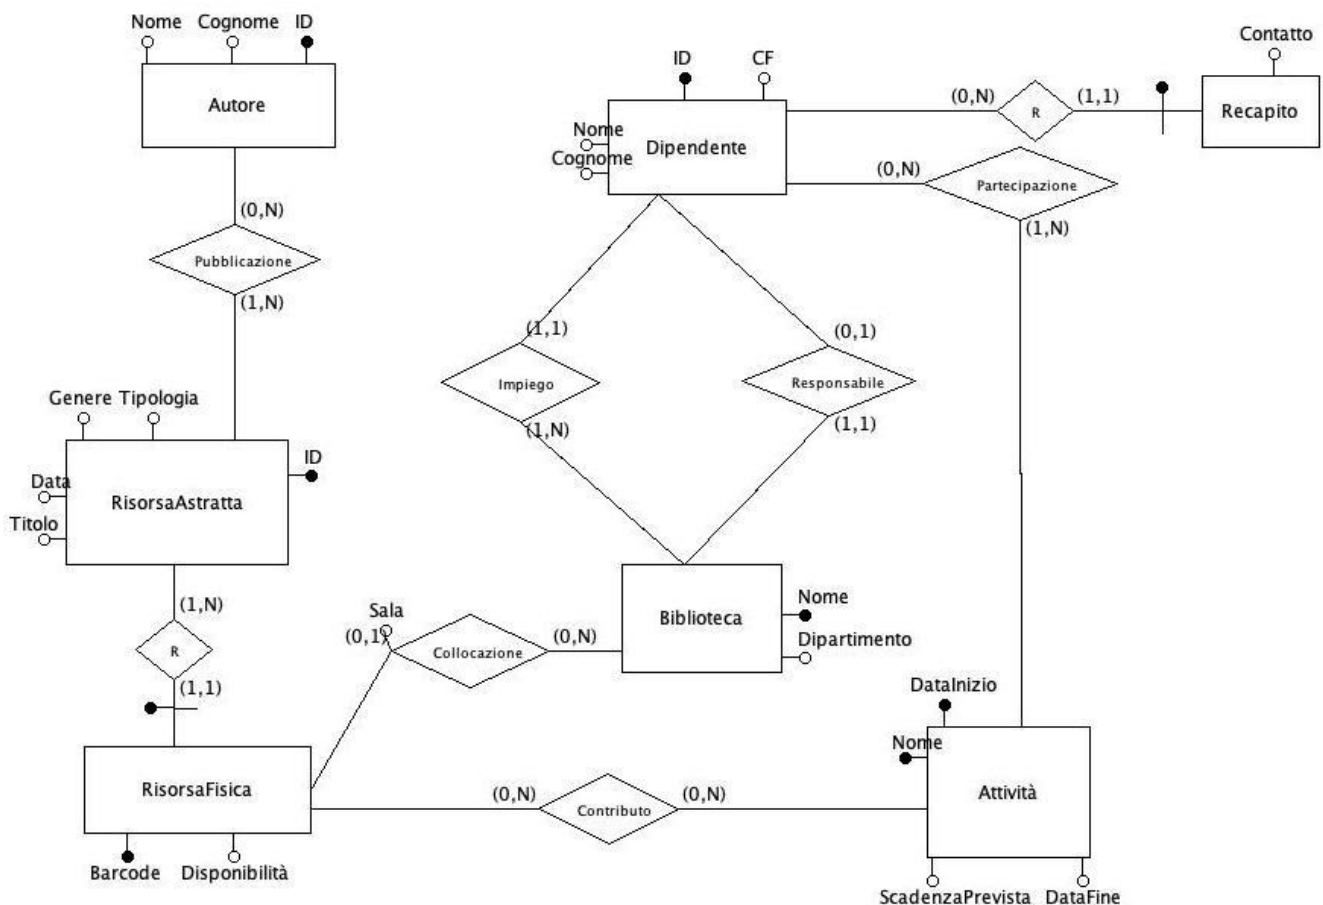 Nome Cognome ID
Autore
(0,N)
Pubblicazione
(1,N)
Genere Tipologia
ID
Data
Titolo
RisorsaAstratta
(1,N)
R
(1,1)
RisorsaFisica
Barcode Disponibilità
ID CF
Nome
Cognome
Dipendente
(0,N) R (1,1)
Contatto
Recapito
(0,N) Partecipazione
(1,N)
(1,1)
Impiego
(1,N)
(0,1)
Responsabile
(1,1)
Sala
(0,1) Collocazione (0,N)
Biblioteca
Nome
Dipartimento
(0,N) Contributo (0,N)
DataInizio
Nome
Attività
ScadenzaPrevista DataFine